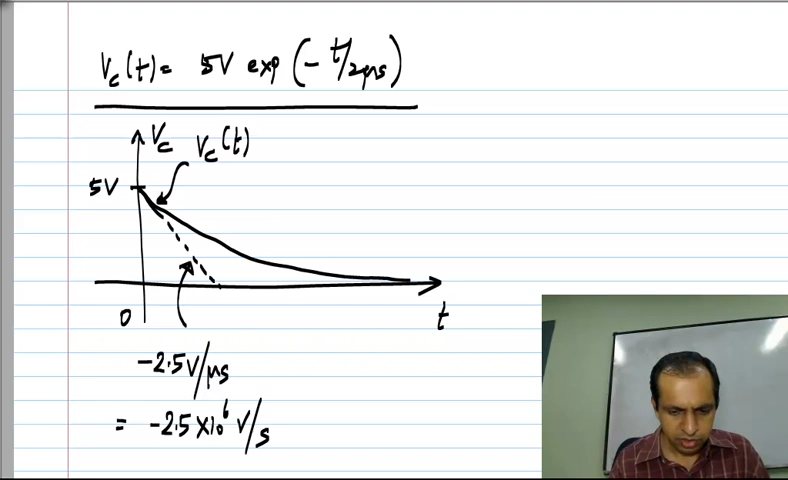 Vc(t) = 5V exp(-t/2μs)
Vc
Vc(t)
5V
0
t
-2.5V/μs
= -2.5×10⁶ V/s